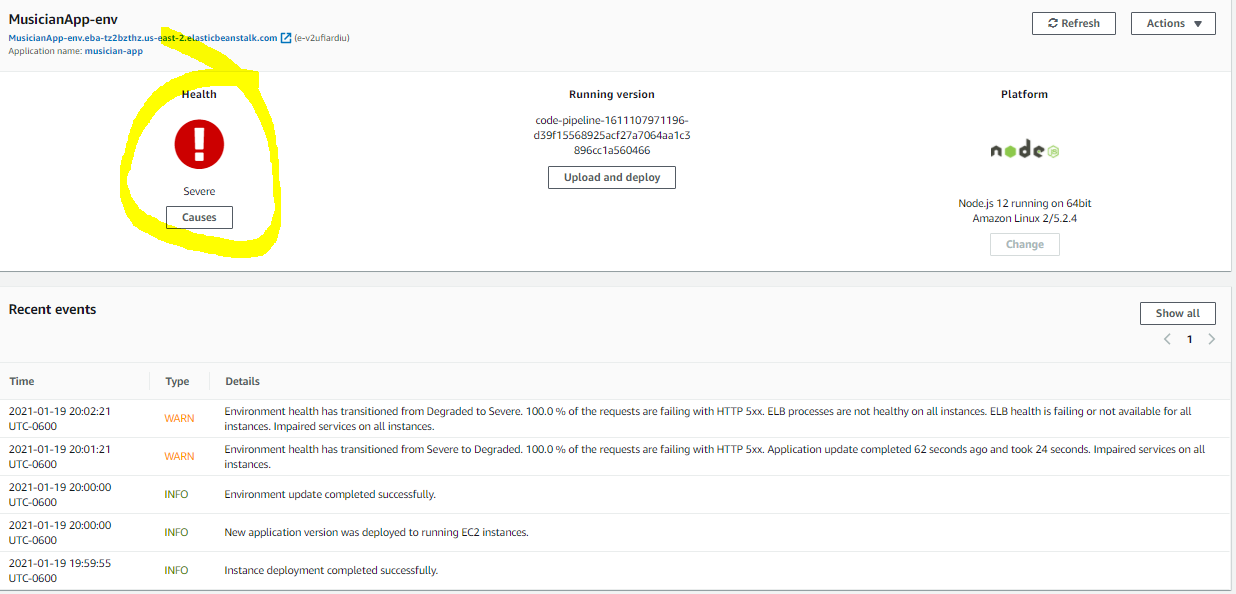 MusicianApp-env
MusicianApp-env.eba-tz2bzthz.us-east-2.elasticbeanstalk.com (e-v2ufiardiu)
Application name: musician-app
Refresh
Actions
Health
Severe
Causes
Running version
code-pipeline-1611107971196-
d39f15568925acf27a7064aa1c3
896cc1a560466
Upload and deploy
Platform
node JS
Node.js 12 running on 64bit
Amazon Linux 2/5.2.4
Change
Recent events
Show all
1
Time Type Details
2021-01-19 20:02:21
UTC-0600
WARN
Environment health has transitioned from Degraded to Severe. 100.0 % of the requests are failing with HTTP 5xx. ELB processes are not healthy on all instances. ELB health is failing or not available for all
instances. Impaired services on all instances.
2021-01-19 20:01:21
UTC-0600
WARN
Environment health has transitioned from Severe to Degraded. 100.0 % of the requests are failing with HTTP 5xx. Application update completed 62 seconds ago and took 24 seconds. Impaired services on all
instances.
2021-01-19 20:00:00
UTC-0600
INFO
Environment update completed successfully.
2021-01-19 20:00:00
UTC-0600
INFO
New application version was deployed to running EC2 instances.
2021-01-19 19:59:55
UTC-0600
INFO
Instance deployment completed successfully.